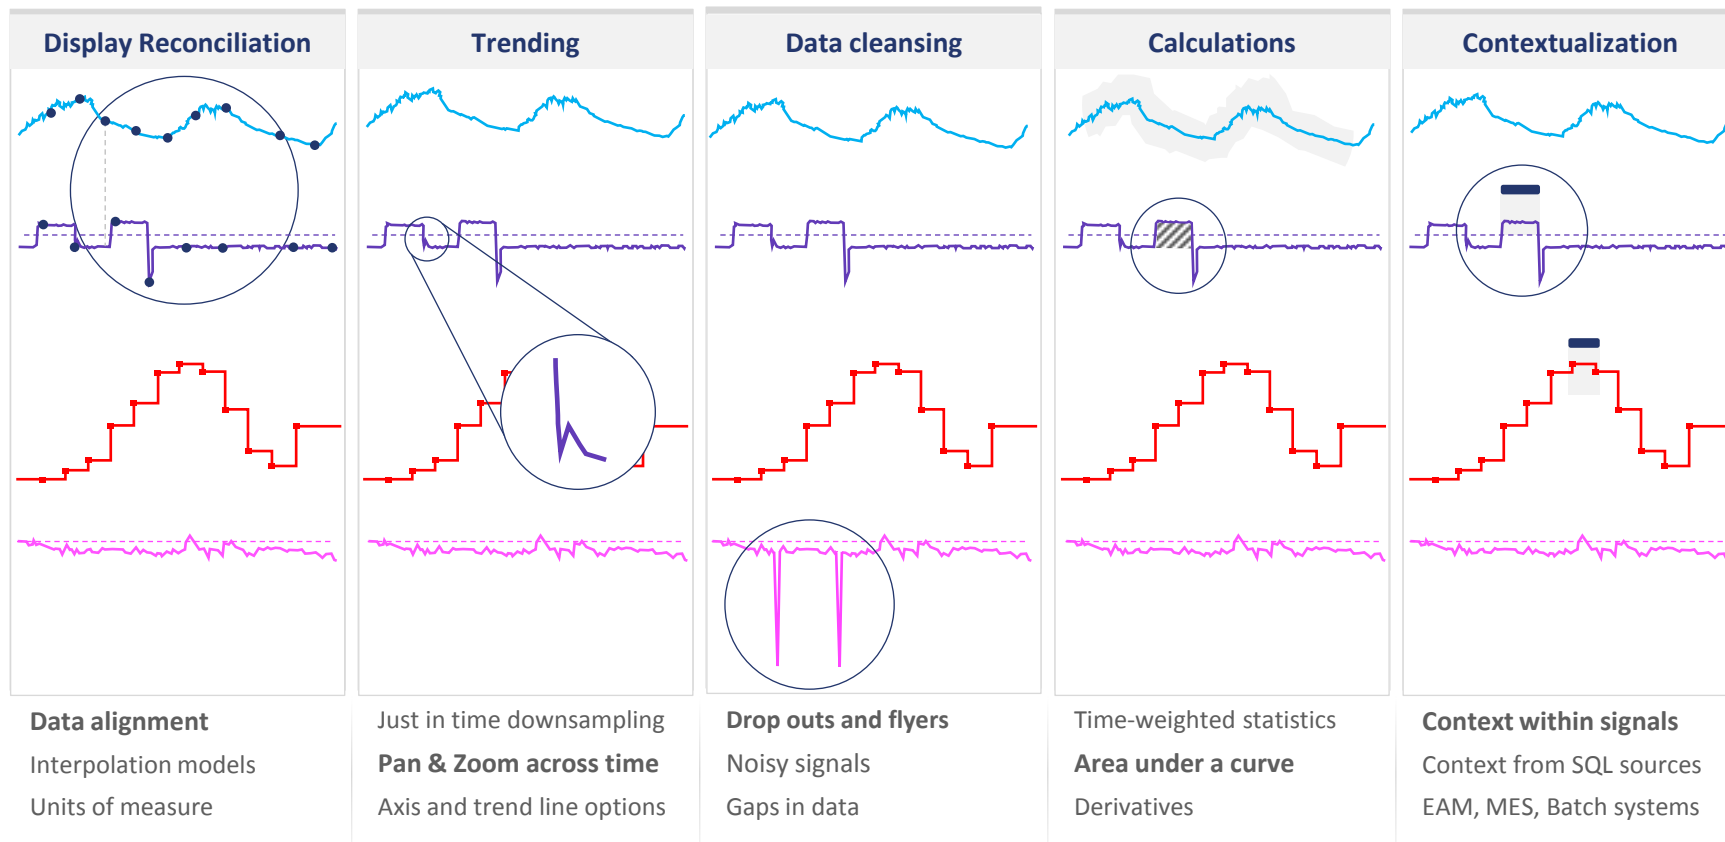 Display Reconciliation
Trending
Data cleansing
Calculations
Contextualization
Data alignment
Interpolation models
Units of measure
Just in time downsampling
Pan & Zoom across time
Axis and trend line options
Drop outs and flyers
Noisy signals
Gaps in data
Time-weighted statistics
Area under a curve
Derivatives
Context within signals
Context from SQL sources
EAM, MES, Batch systems